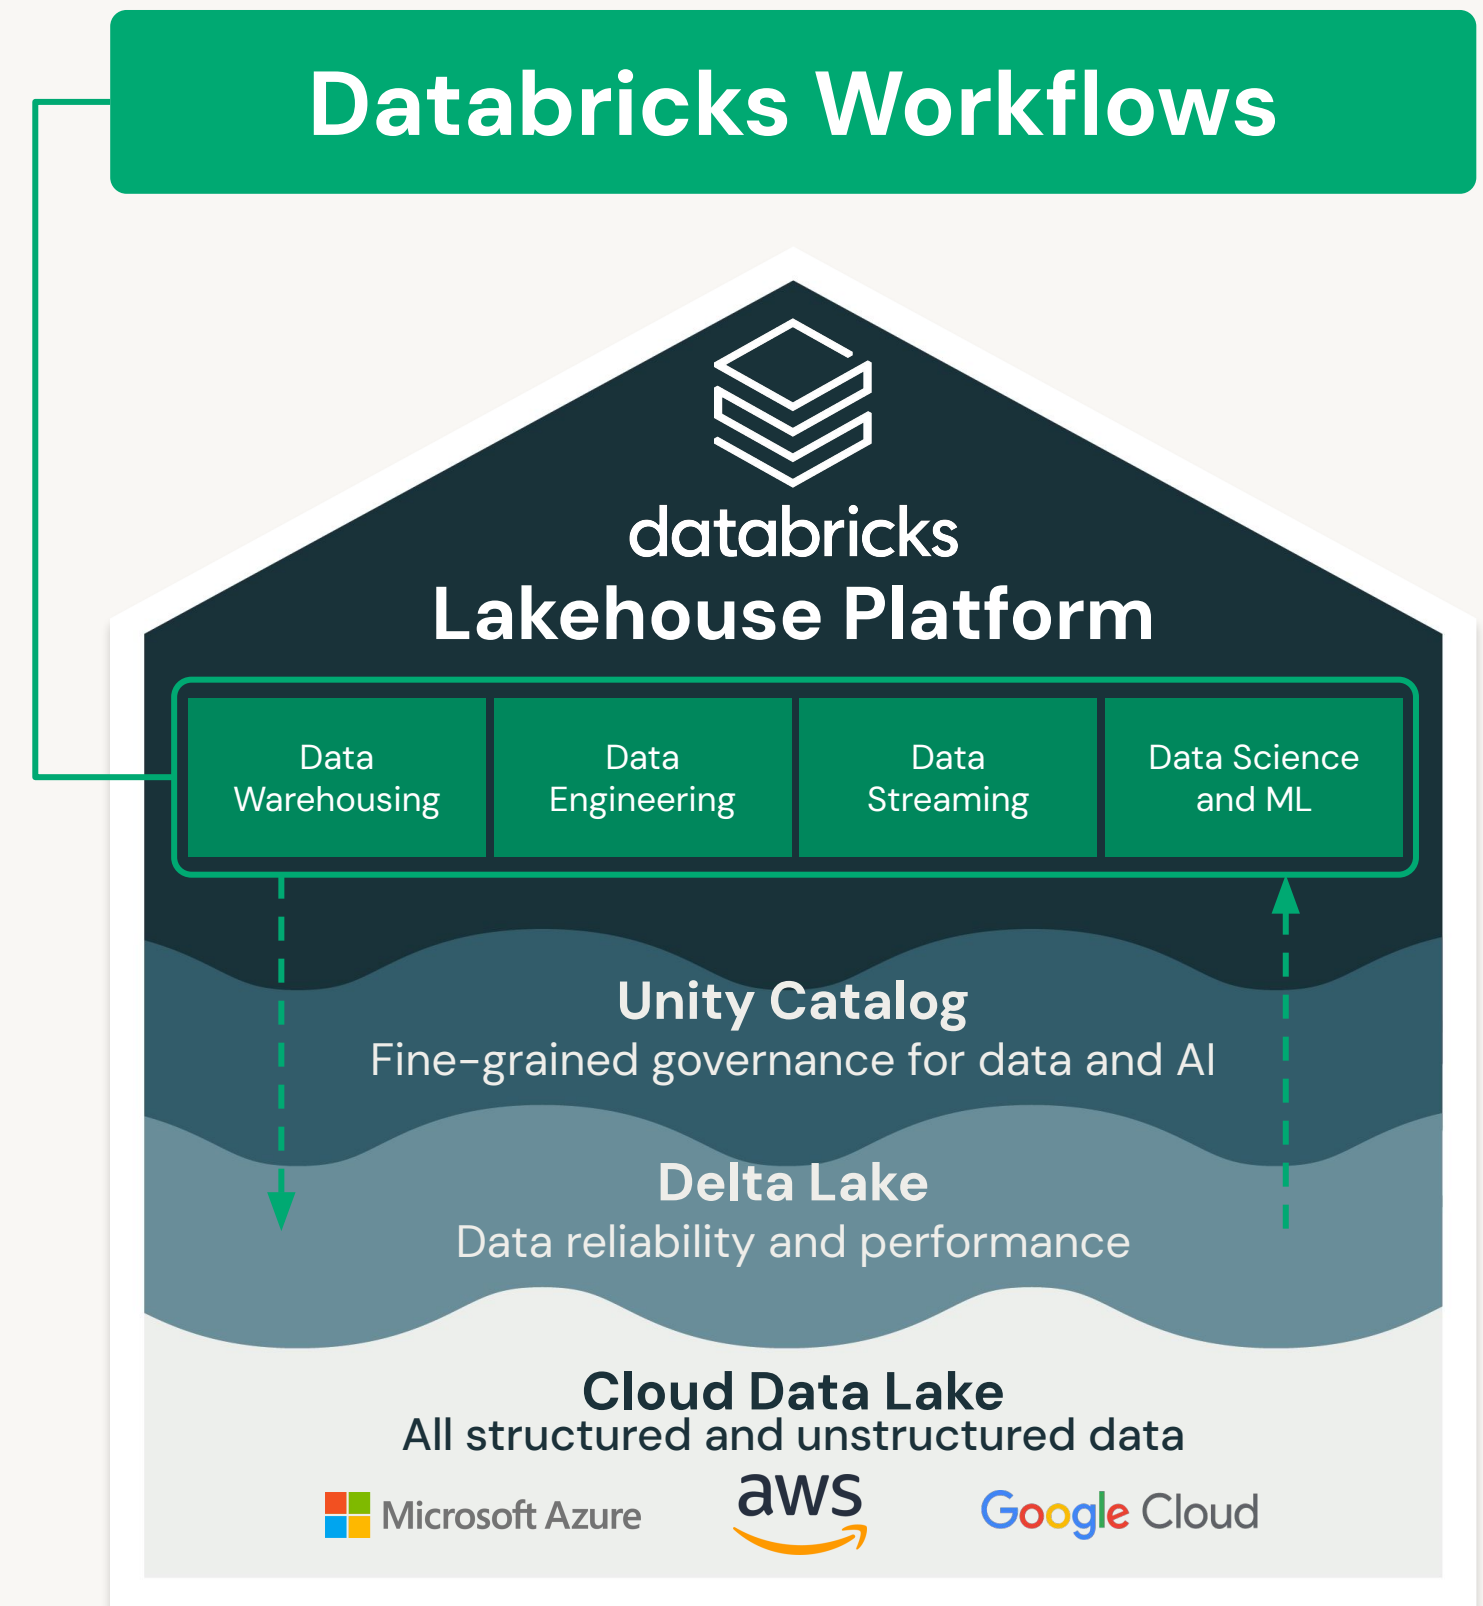 Databricks Workflows
databricks
Lakehouse Platform
Data
Warehousing
Data
Engineering
Data
Streaming
Data Science
and ML
Unity Catalog
Fine-grained governance for data and AI
Delta Lake
Data reliability and performance
Cloud Data Lake
All structured and unstructured data
Microsoft Azure
aws
Google Cloud